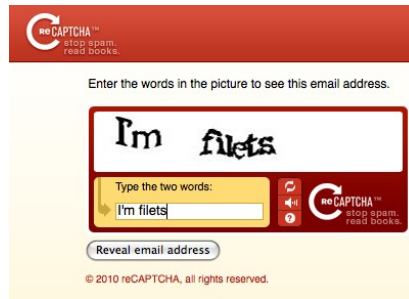 reCAPTCHA™
stop spam.
read books.
Enter the words in the picture to see this email address.
I'm filets
Type the two words:
I'm filets
?
reCAPTCHA™
stop spam.
read books.
Reveal email address
© 2010 reCAPTCHA, all rights reserved.